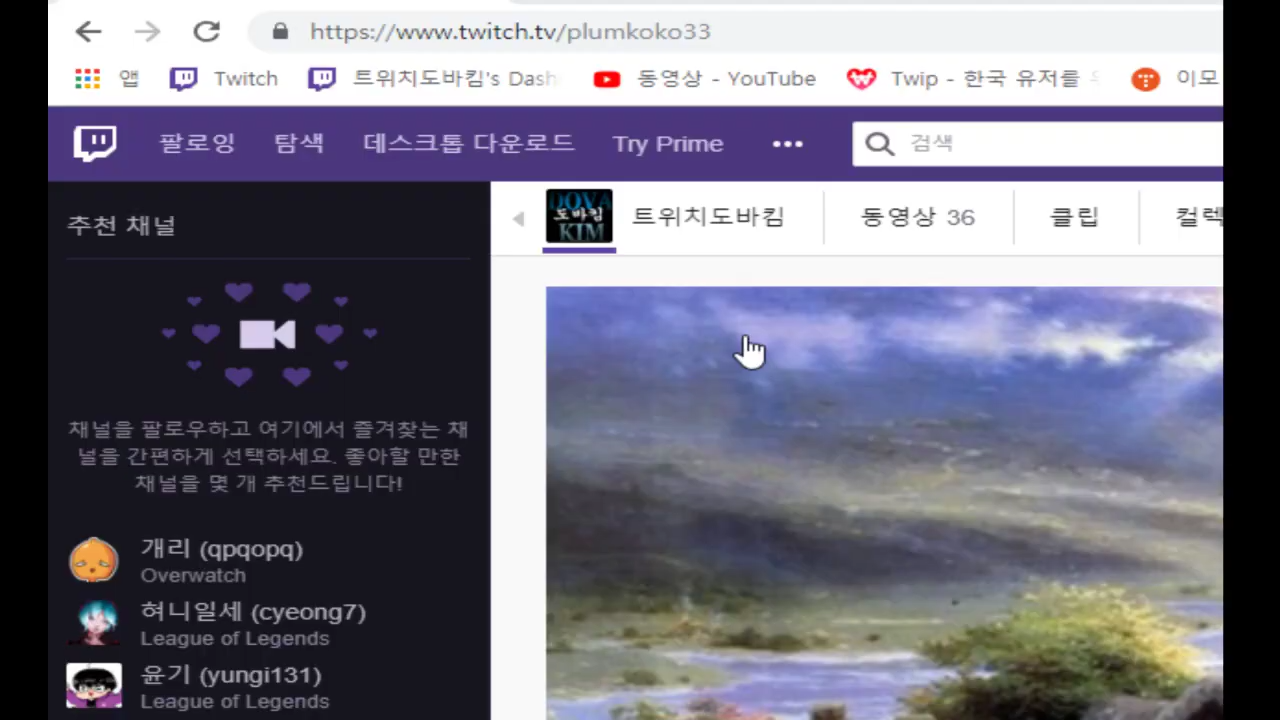 https://www.twitch.tv/plumkoko33
앱 Twitch 트위치도바킴's Dash 동영상 - YouTube Twip - 한국 유저를 이모
팔로잉 탐색 데스크톱 다운로드 Try Prime ••• 검색
DOVA
도바킴
KIM
트위치도바킴 동영상 36 클립 컬렉
추천 채널
채널을 팔로우하고 여기에서 즐겨찾는 채
널을 간편하게 선택하세요. 좋아할 만한
채널을 몇 개 추천드립니다!
개리 (qpqopq)
Overwatch
혀니일세 (cyeong7)
League of Legends
윤기 (yungi131)
League of Legends